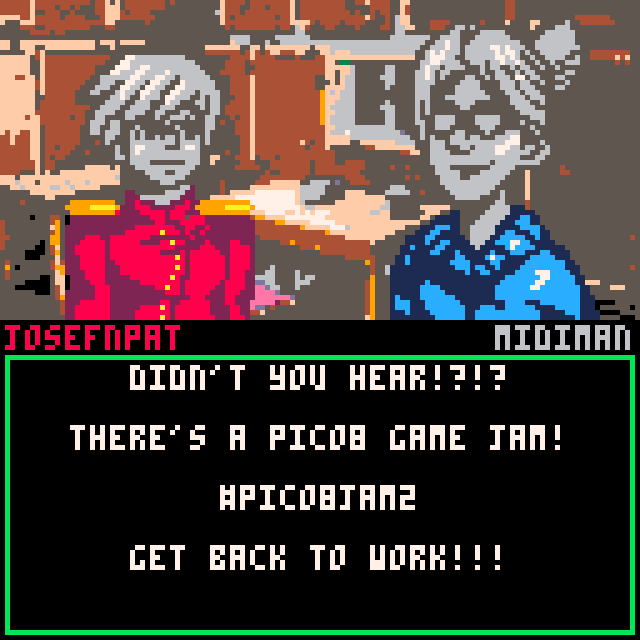 JOSEFNPAT
MIDIMAN
DIDN'T YOU HEAR!?!?
THERE'S A PICO8 GAME JAM!
#PICO8JAM2
GET BACK TO WORK!!!